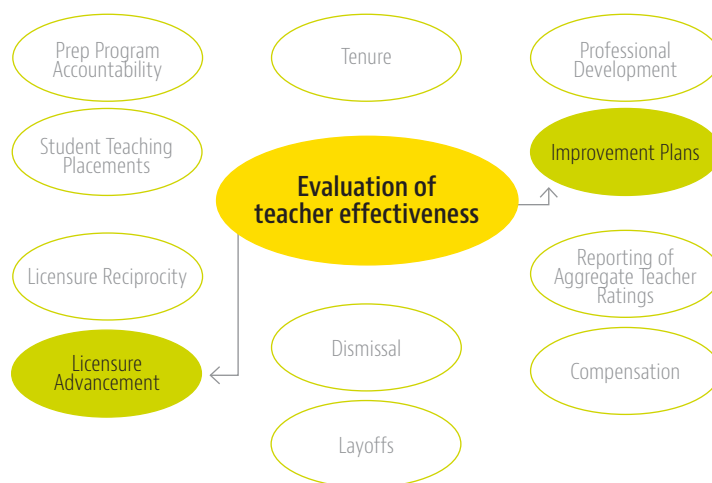 Prep Program
Accountability
Tenure
Professional
Development
Student Teaching
Placements
Improvement Plans
Evaluation of
teacher effectiveness
Licensure Reciprocity
Reporting of
Aggregate Teacher
Ratings
Licensure
Advancement
Dismissal
Compensation
Layoffs